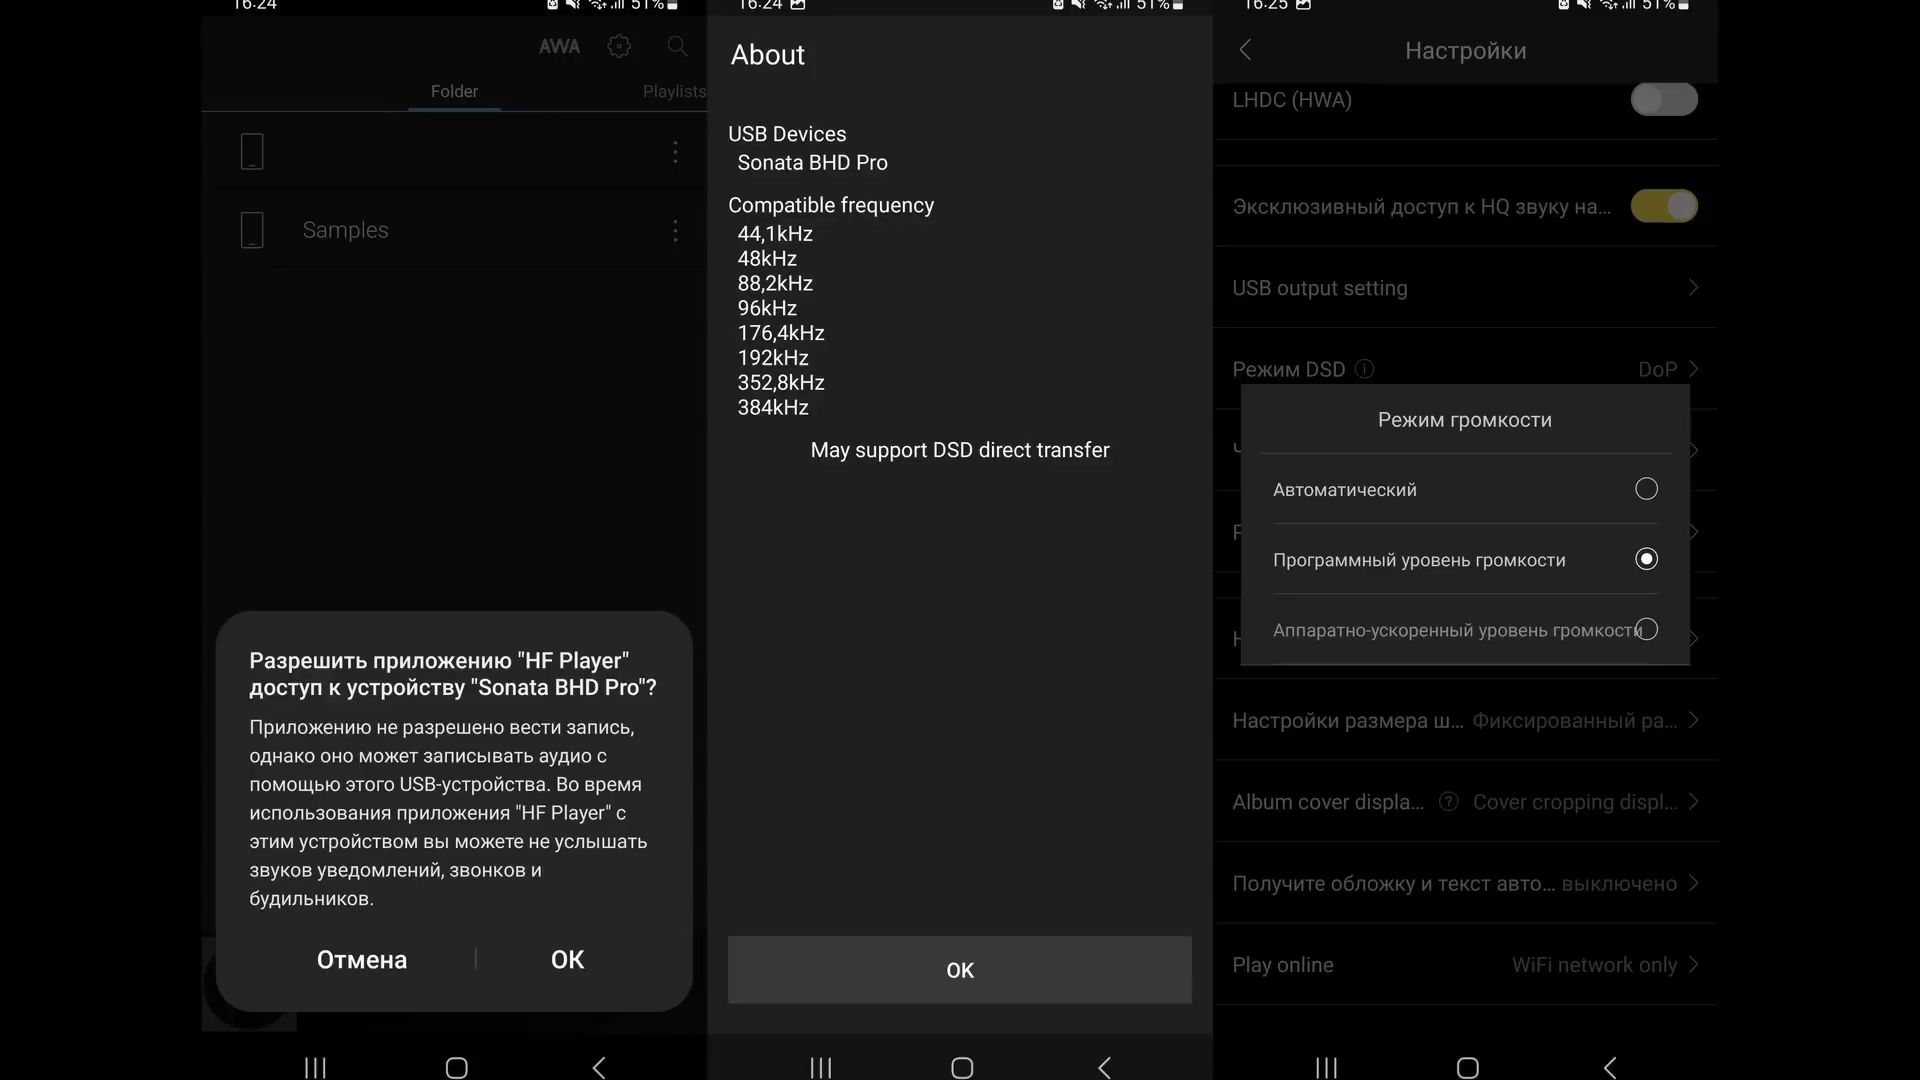 16:24
51%
AWA
Folder
Playlists
Samples
Разрешить приложению "HF Player"
доступ к устройству "Sonata BHD Pro"?
Приложению не разрешено вести запись,
однако оно может записывать аудио с
помощью этого USB-устройства. Во время
использования приложения "HF Player" с
этим устройством вы можете не услышать
звуков уведомлений, звонков и
будильников.
Отмена
ОК
16:24
51%
About
USB Devices
Sonata BHD Pro
Compatible frequency
44,1kHz
48kHz
88,2kHz
96kHz
176,4kHz
192kHz
352,8kHz
384kHz
May support DSD direct transfer
OK
16:25
51%
Настройки
LHDC (HWA)
Эксклюзивный доступ к HQ звуку на...
USB output setting
Режим DSD DoP
Режим громкости
Автоматический
Программный уровень громкости
Аппаратно-ускоренный уровень громкости
Настройки размера ш... Фиксированный ра...
Album cover displa... Cover cropping displ...
Получите обложку и текст авто... выключено
Play online WiFi network only